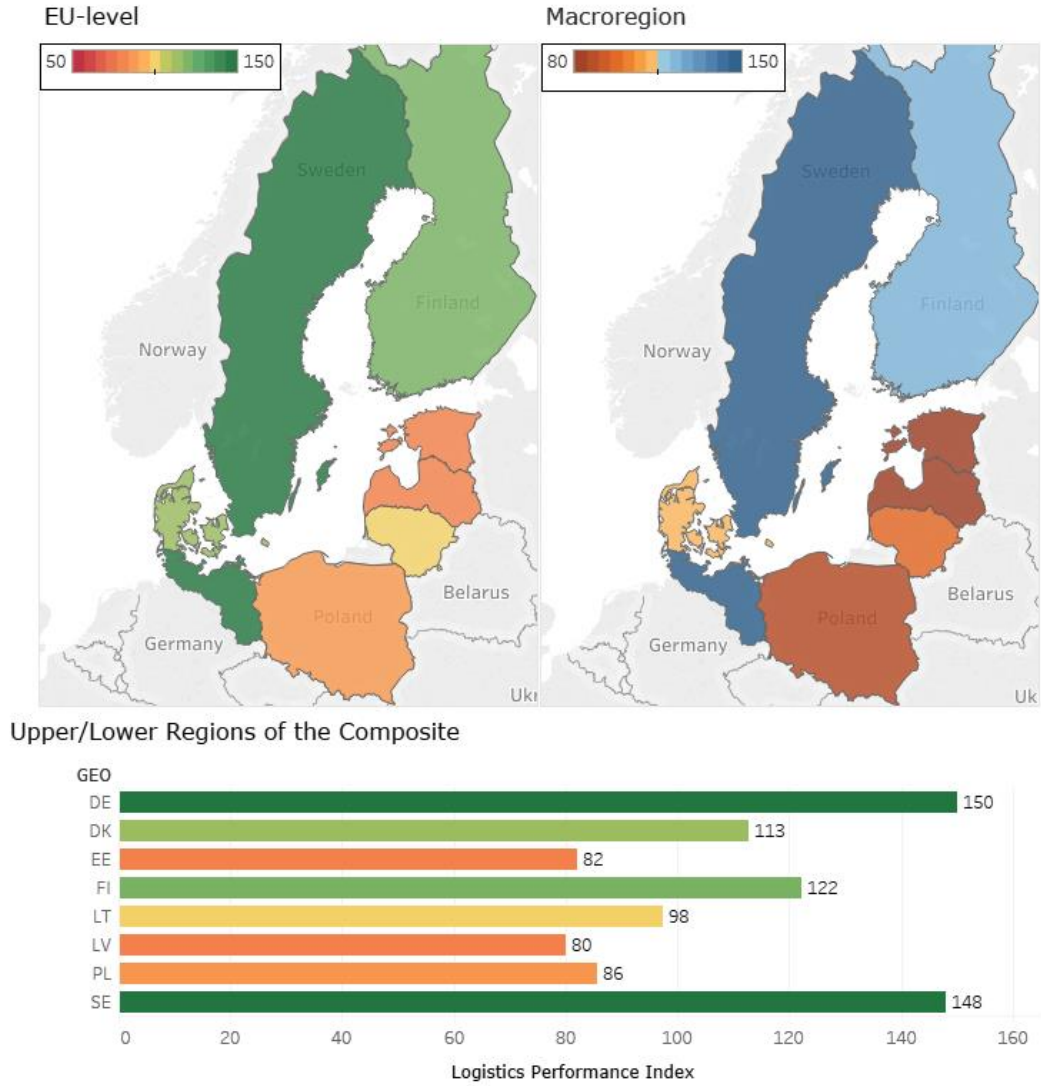 EU-level
Macroregion
50
150
80
150
Sweden
Finland
Norway
Belarus
Poland
Germany
Ukr
Sweden
Finland
Norway
Belarus
Poland
Germany
Uk
Upper/Lower Regions of the Composite
GEO
DE
150
DK
113
EE
82
FI
122
LT
98
LV
80
PL
86
SE
148
0 20 40 60 80 100 120 140 160
Logistics Performance Index